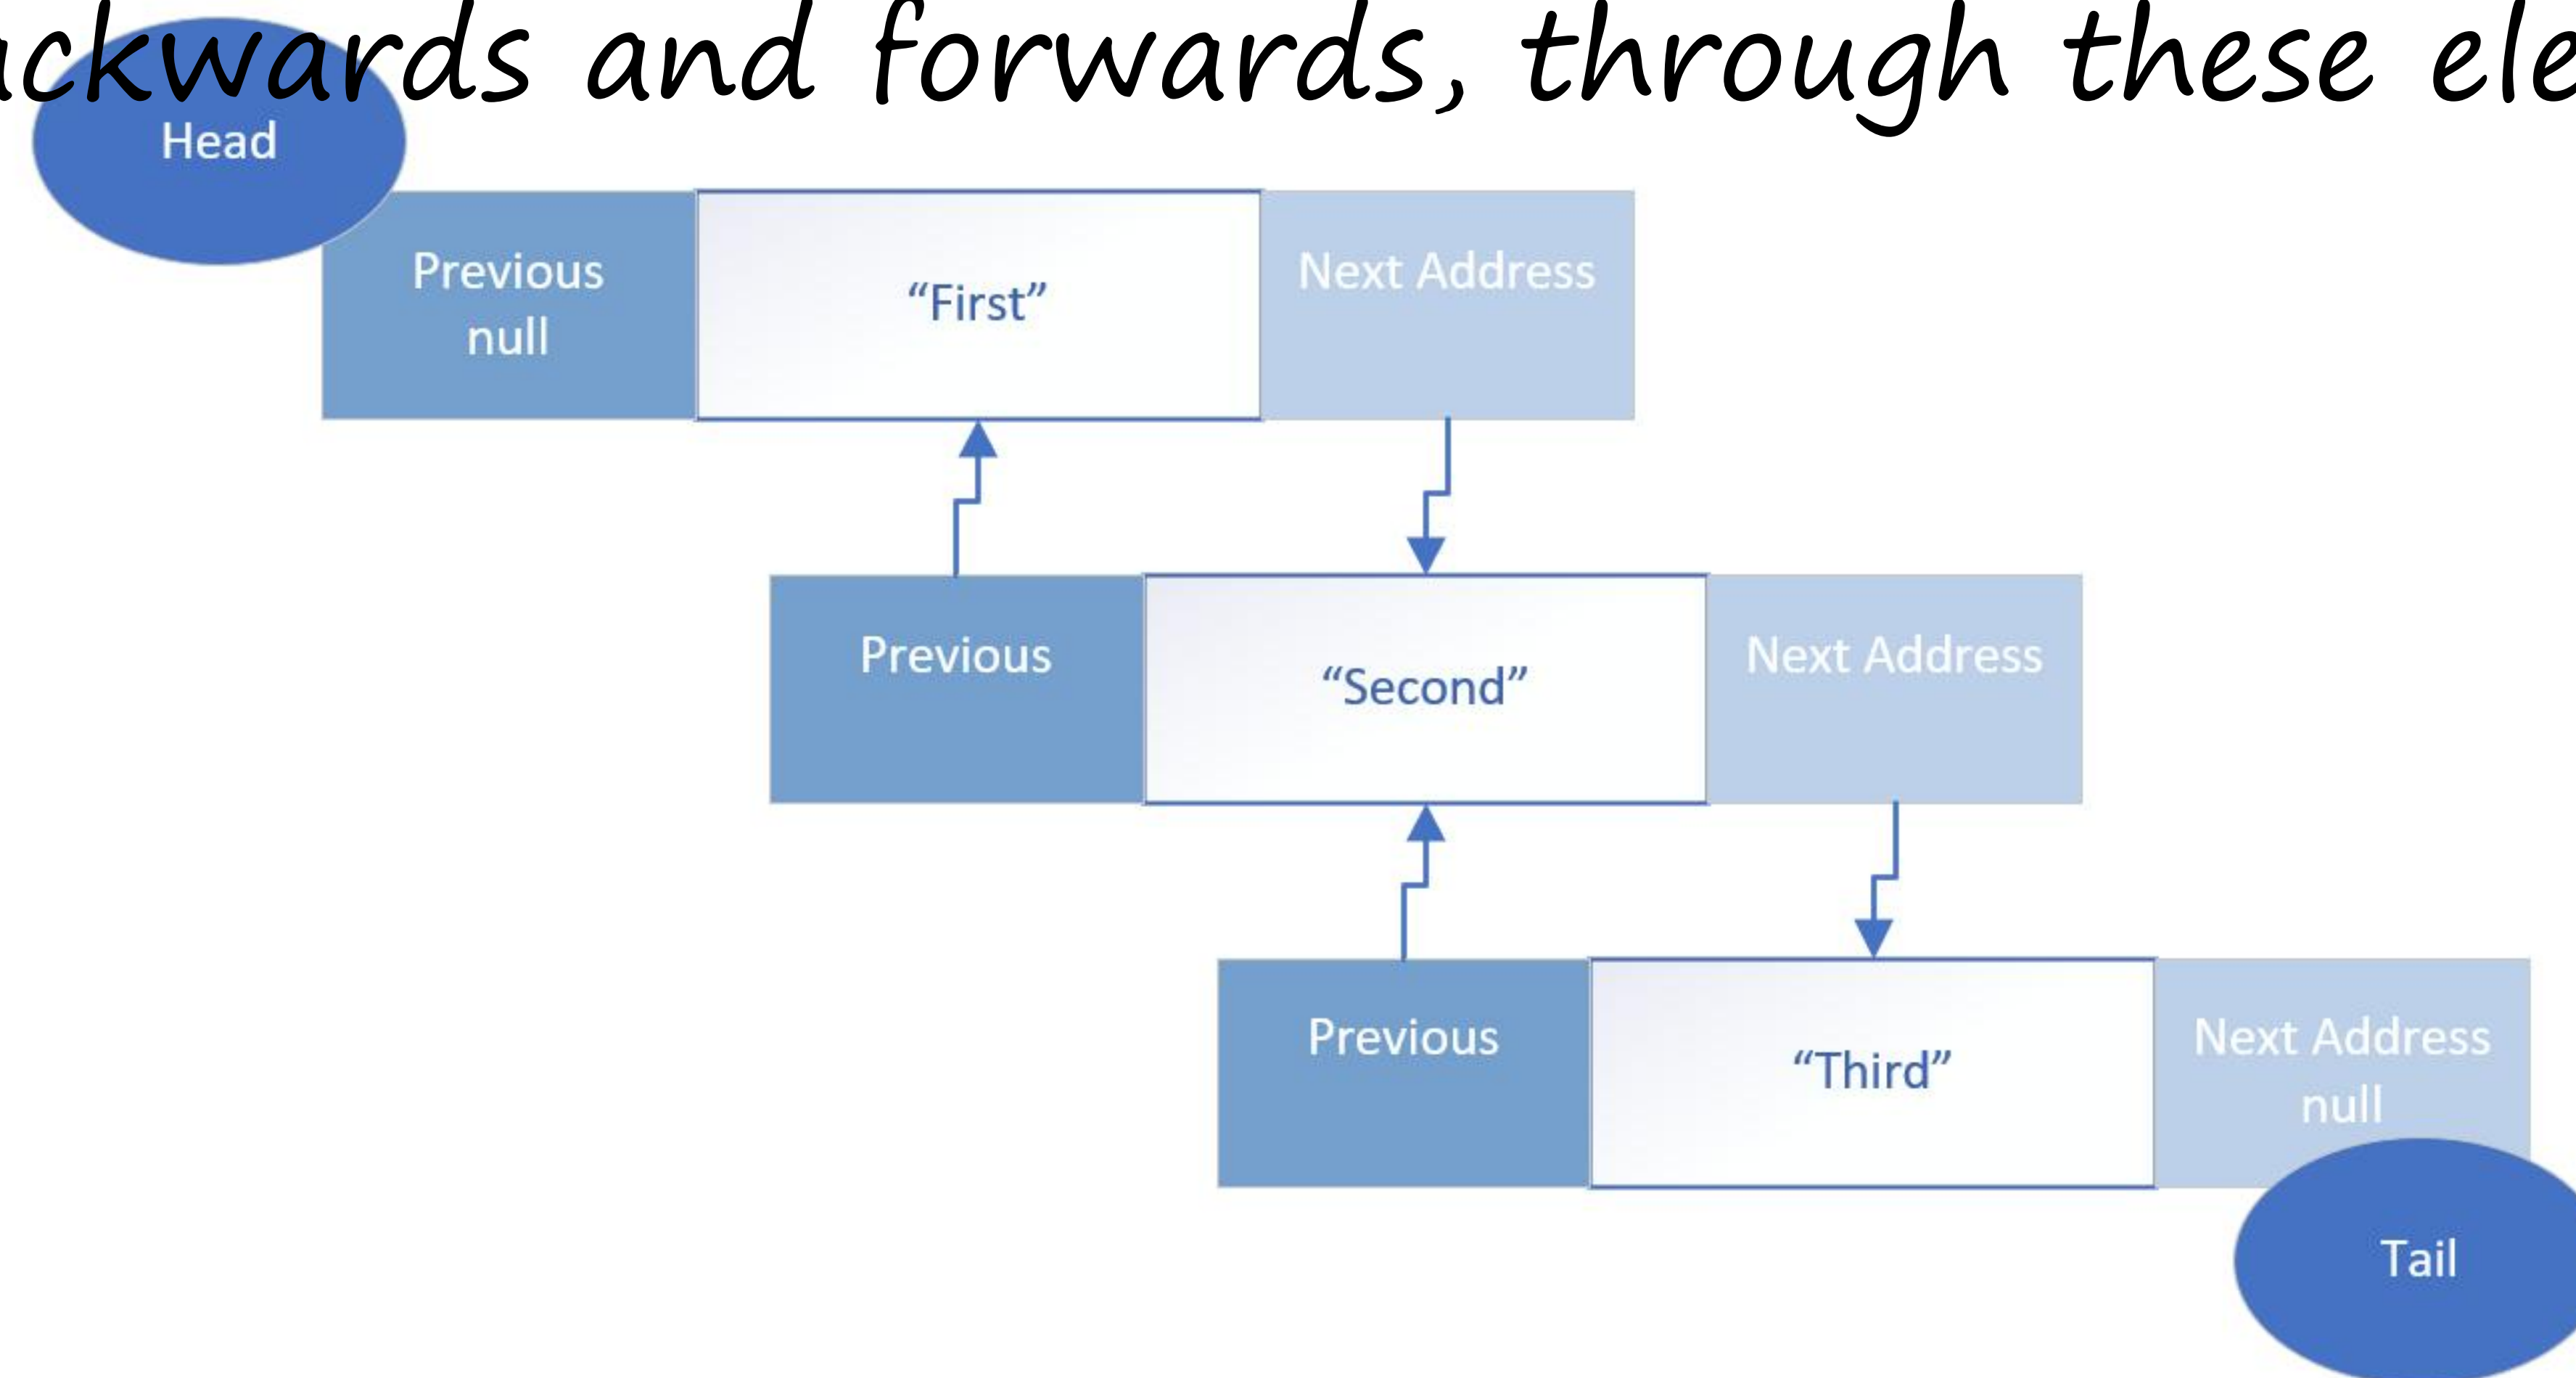 backwards and forwards, through these ele
Head
Previous
null
“First”
Next Address
Previous
“Second”
Next Address
Previous
“Third”
Next Address
null
Tail